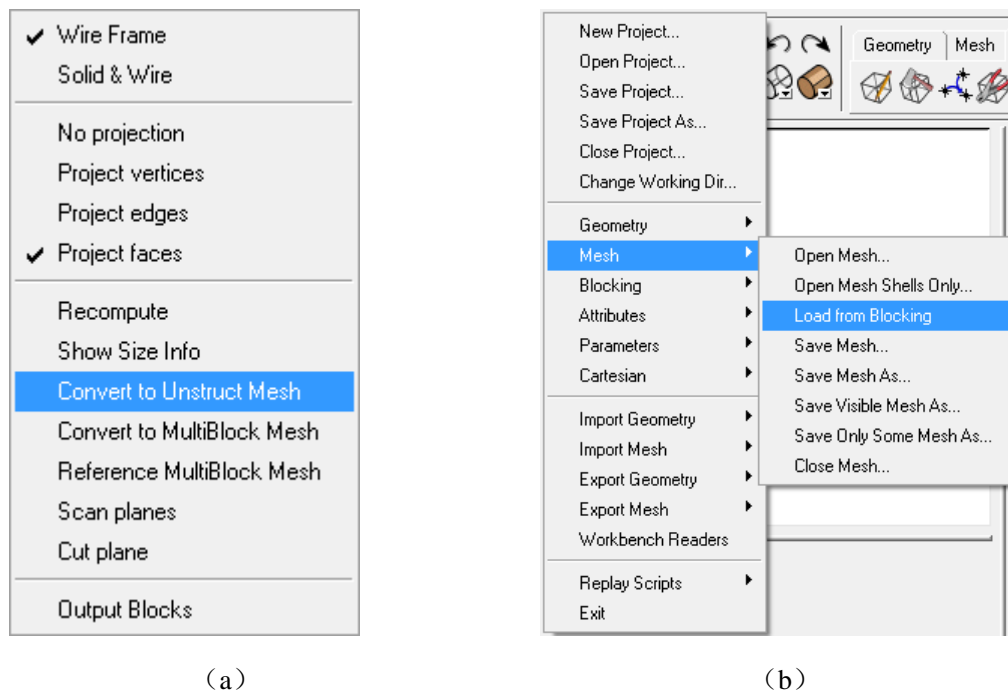 Wire Frame
Solid & Wire
No projection
Project vertices
Project edges
Project faces
Recompute
Show Size Info
Convert to Unstruct Mesh
Convert to MultiBlock Mesh
Reference MultiBlock Mesh
Scan planes
Cut plane
Output Blocks
（a）
New Project...
Open Project...
Save Project...
Save Project As...
Close Project...
Change Working Dir...
Geometry
Mesh
Blocking
Attributes
Parameters
Cartesian
Import Geometry
Import Mesh
Export Geometry
Export Mesh
Workbench Readers
Replay Scripts
Exit
Geometry Mesh
Open Mesh...
Open Mesh Shells Only...
Load from Blocking
Save Mesh...
Save Mesh As...
Save Visible Mesh As...
Save Only Some Mesh As...
Close Mesh...
（b）